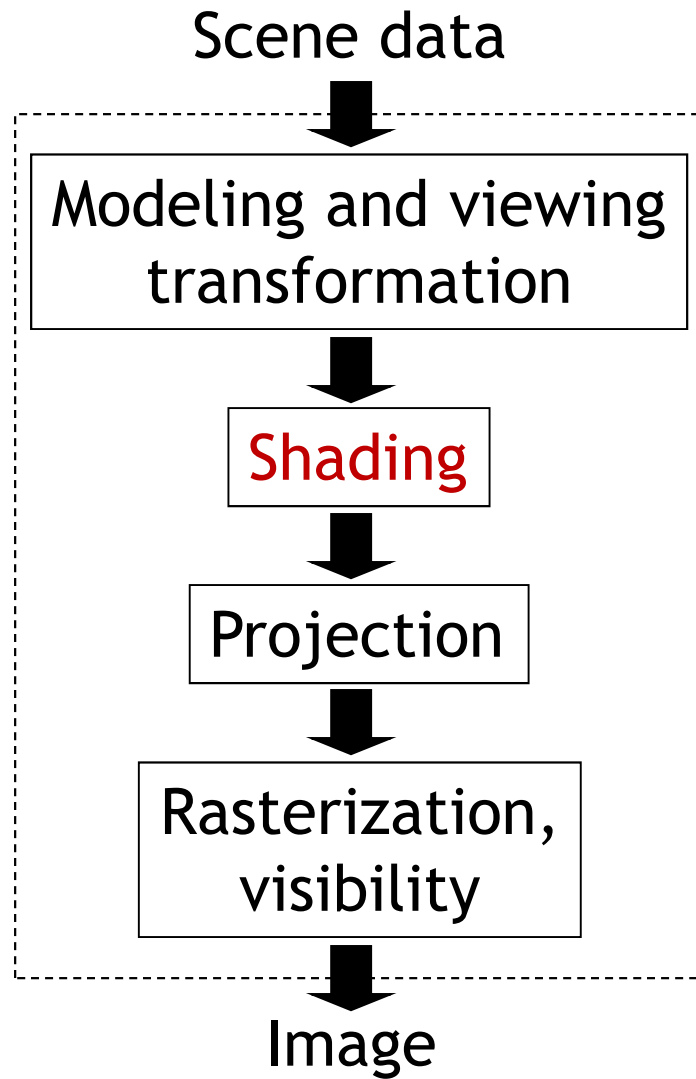 Scene data
Modeling and viewing
transformation
Shading
Projection
Rasterization,
visibility
Image